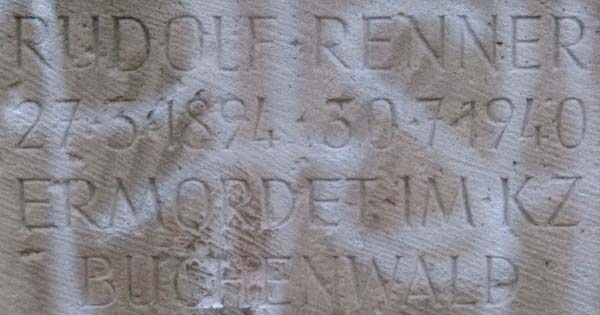 RUDOLF·RENNER
27·3·1894·30·7·1940
ERMORDET·IM·KZ
BUCHENWALD